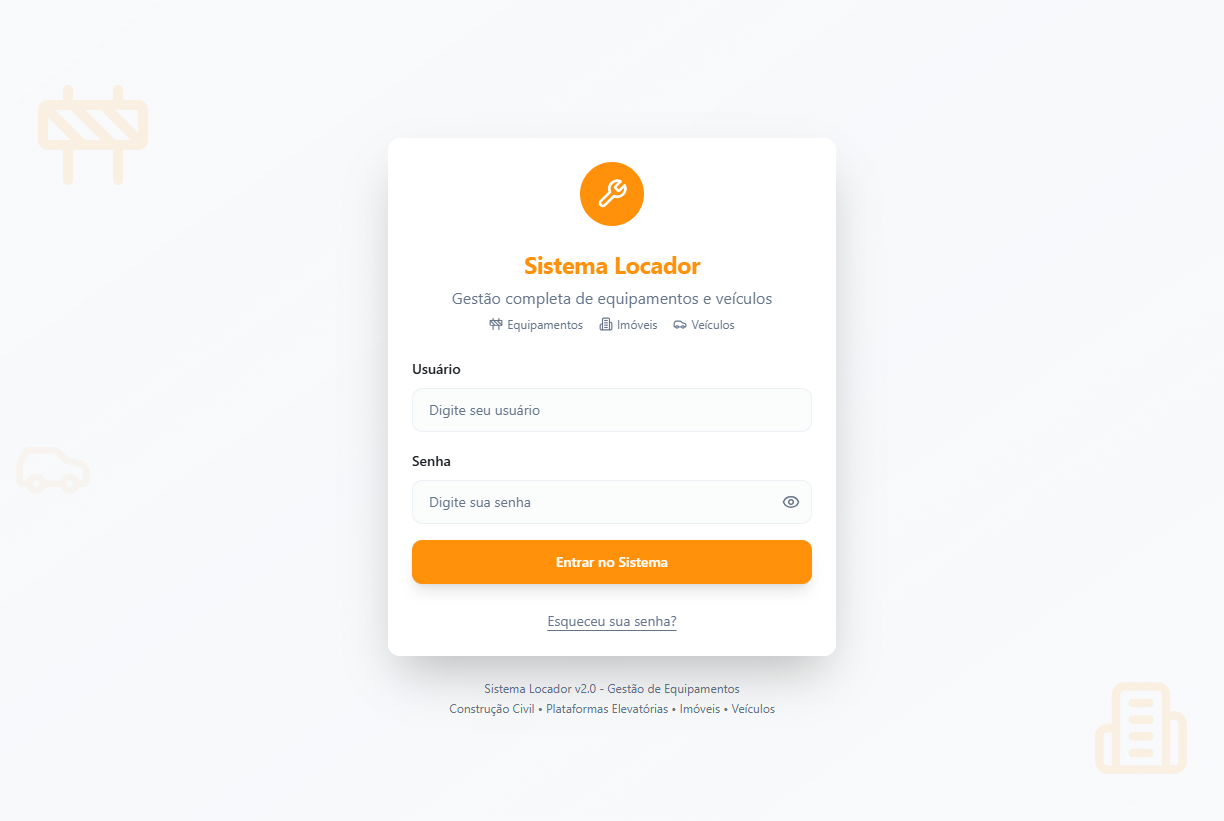 Sistema Locador
Gestão completa de equipamentos e veículos
Equipamentos Imóveis Veículos
Usuário
Digite seu usuário
Senha
Digite sua senha
Entrar no Sistema
Esqueceu sua senha?
Sistema Locador v2.0 - Gestão de Equipamentos
Construção Civil • Plataformas Elevatórias • Imóveis • Veículos